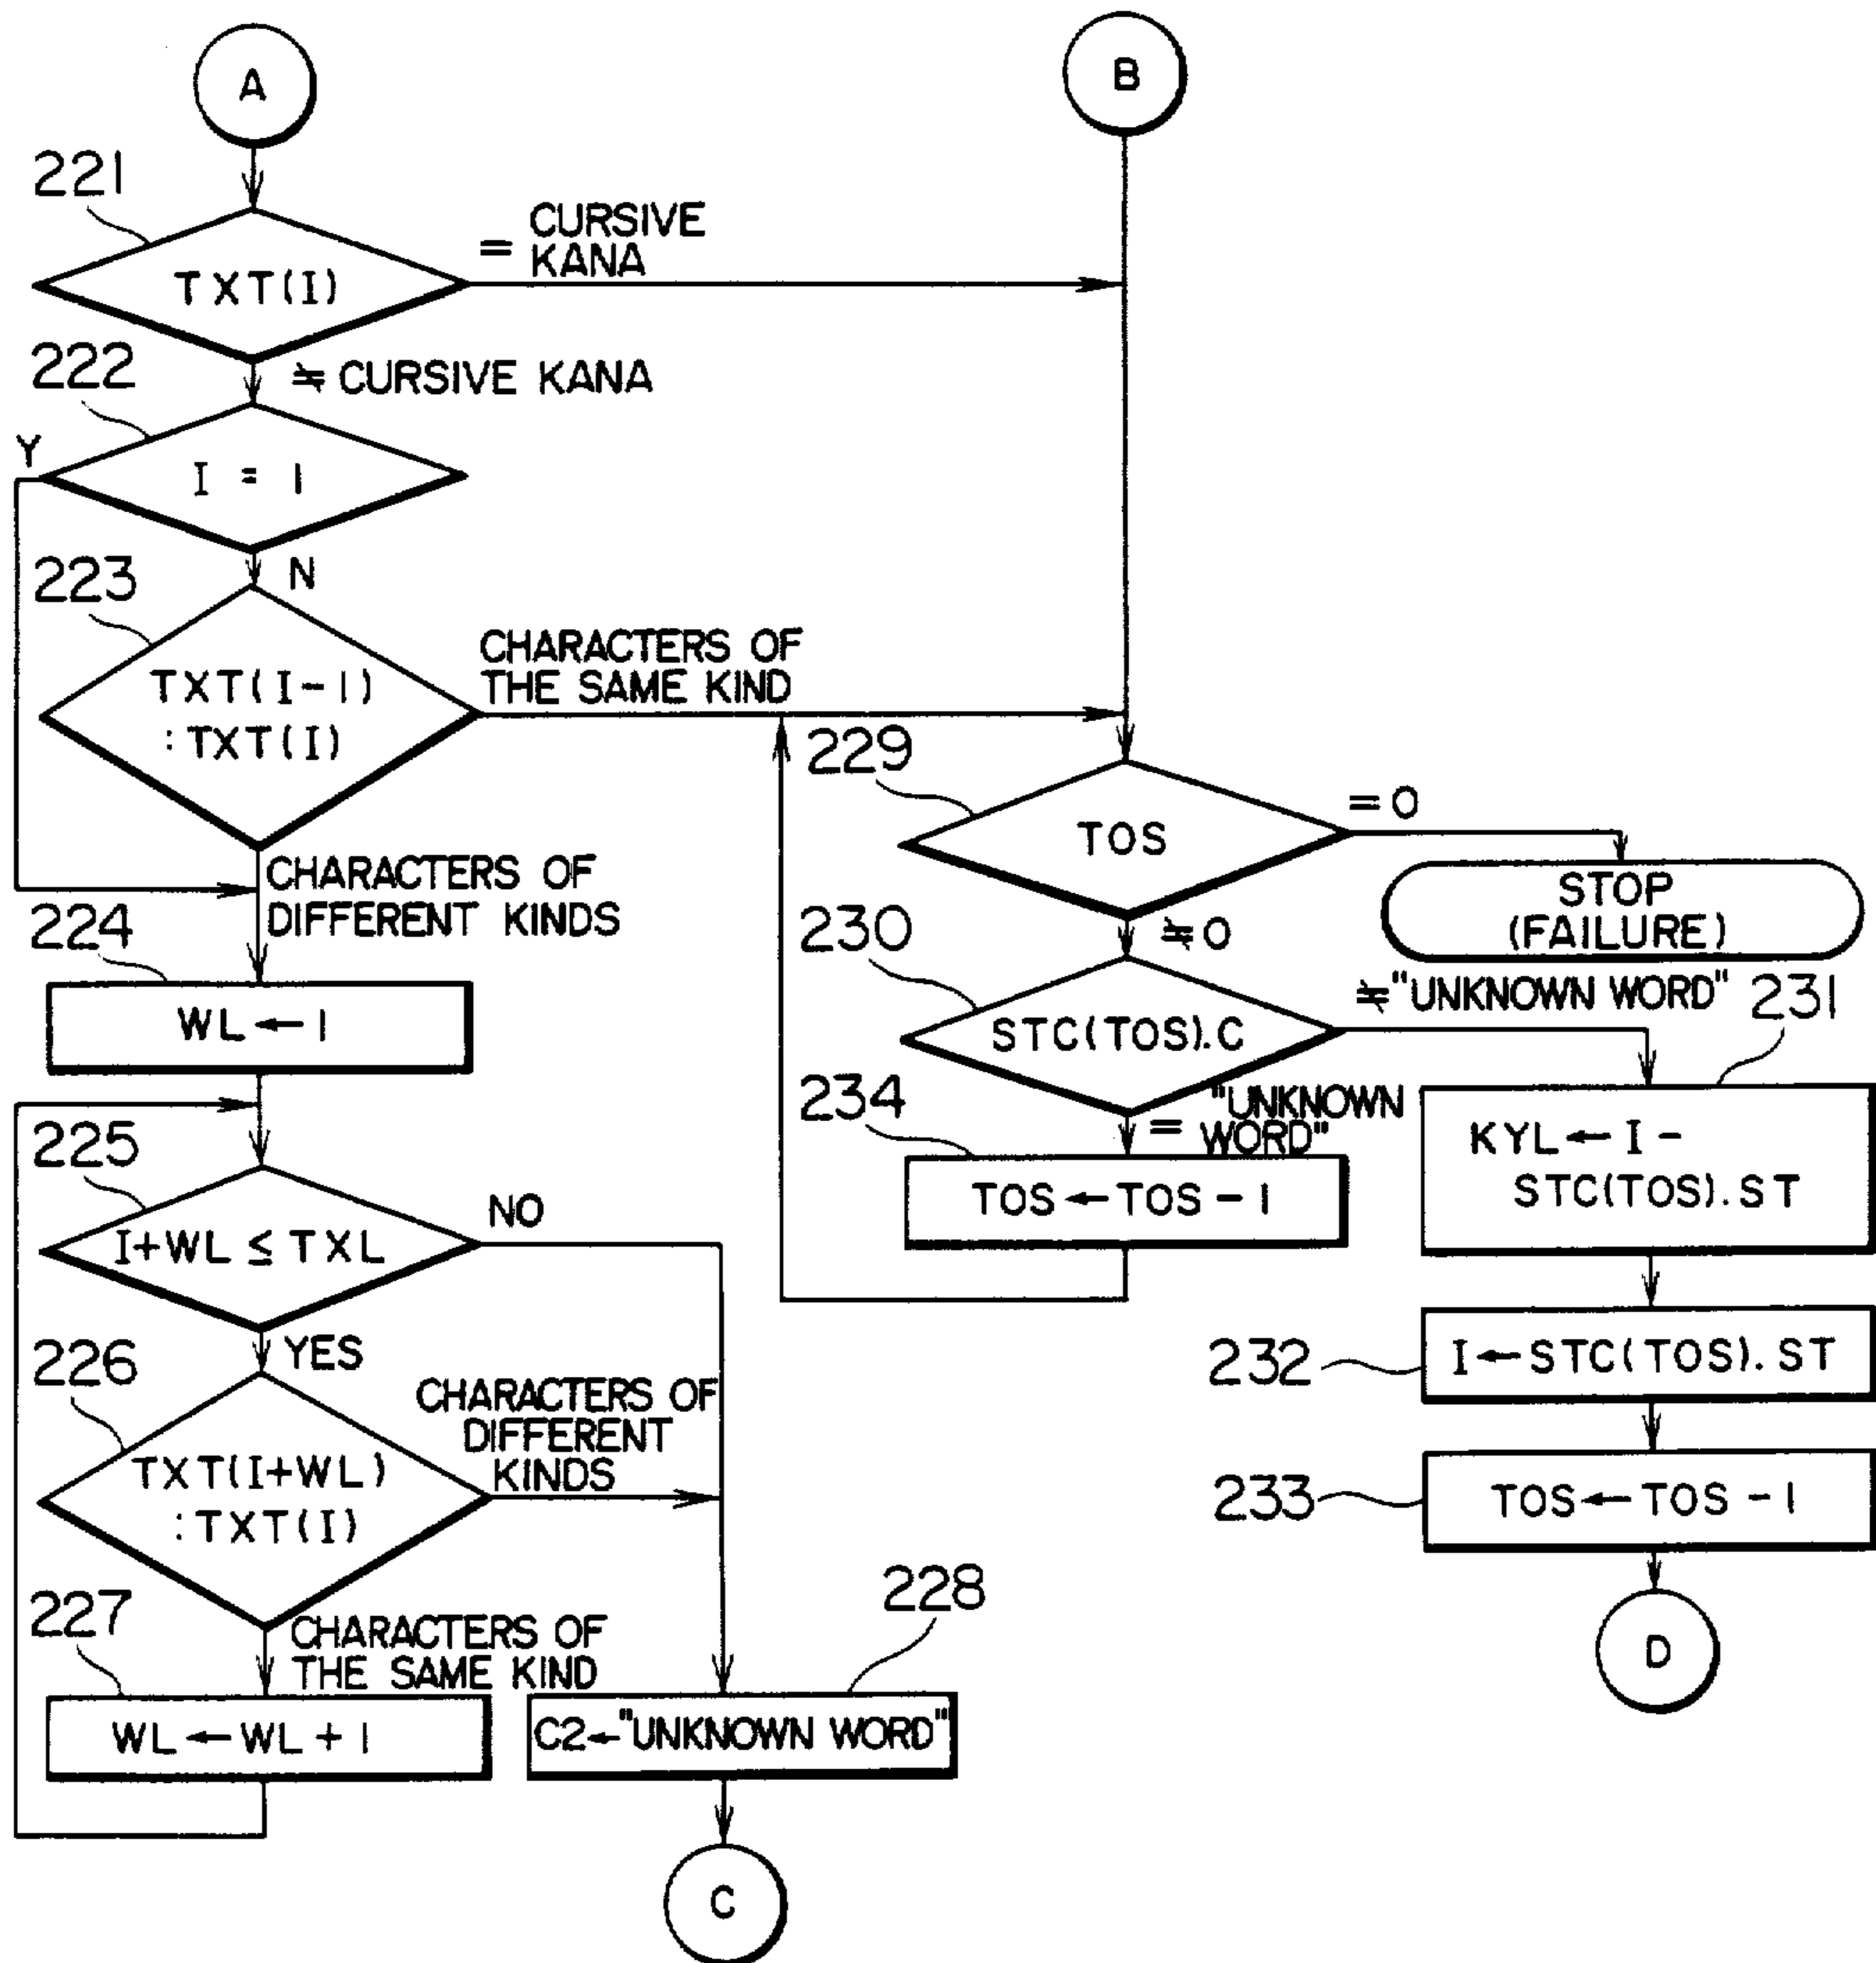 A
B
221
TXT(I)
= CURSIVE
KANA
≠ CURSIVE KANA
222
Y
I = 1
N
223
TXT(I-1)
:TXT(I)
CHARACTERS OF
THE SAME KIND
CHARACTERS OF
DIFFERENT KINDS
224
WL ← 1
225
I+WL ≤ TXL
NO
YES
226
TXT(I+WL)
:TXT(I)
CHARACTERS OF
DIFFERENT
KINDS
227
CHARACTERS OF
THE SAME KIND
WL ← WL + 1
228
C2 ← "UNKNOWN WORD"
C
229
TOS
= 0
STOP
(FAILURE)
≠ 0
230
STC(TOS).C
≠ "UNKNOWN WORD"
231
KYL ← I -
STC(TOS).ST
234
= "UNKNOWN
WORD"
TOS ← TOS - 1
232
I ← STC(TOS).ST
233
TOS ← TOS - 1
D